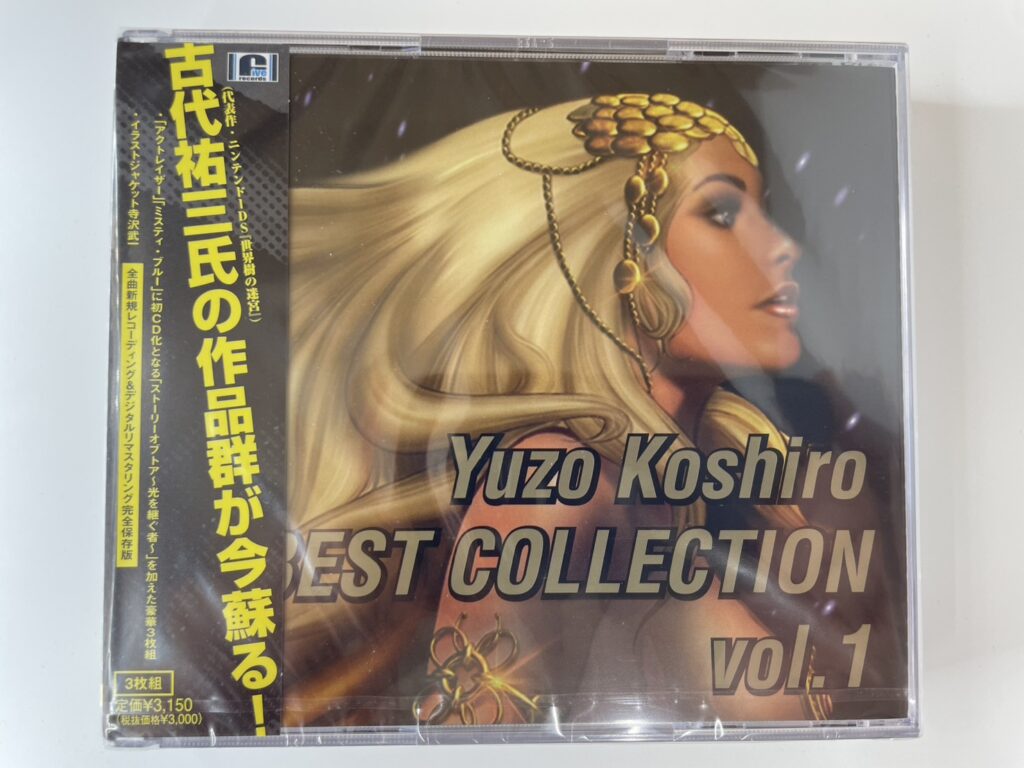 five
records
古代祐三氏の作品群が今蘇る!
(代表作・ニンテンドーDS「世界樹の迷宮」)
・「アクトレイザー」「ミスティ・ブルー」に初CD化となる「ストーリーオブトア〜光を継ぐ者〜」を加えた豪華3枚組
・イラストジャケット寺沢武一
全曲新規レコーディング&デジタルリマスタリング完全保存版
3枚組
定価¥3,150
(税抜価格¥3,000)
Yuzo Koshiro
BEST COLLECTION
vol.1